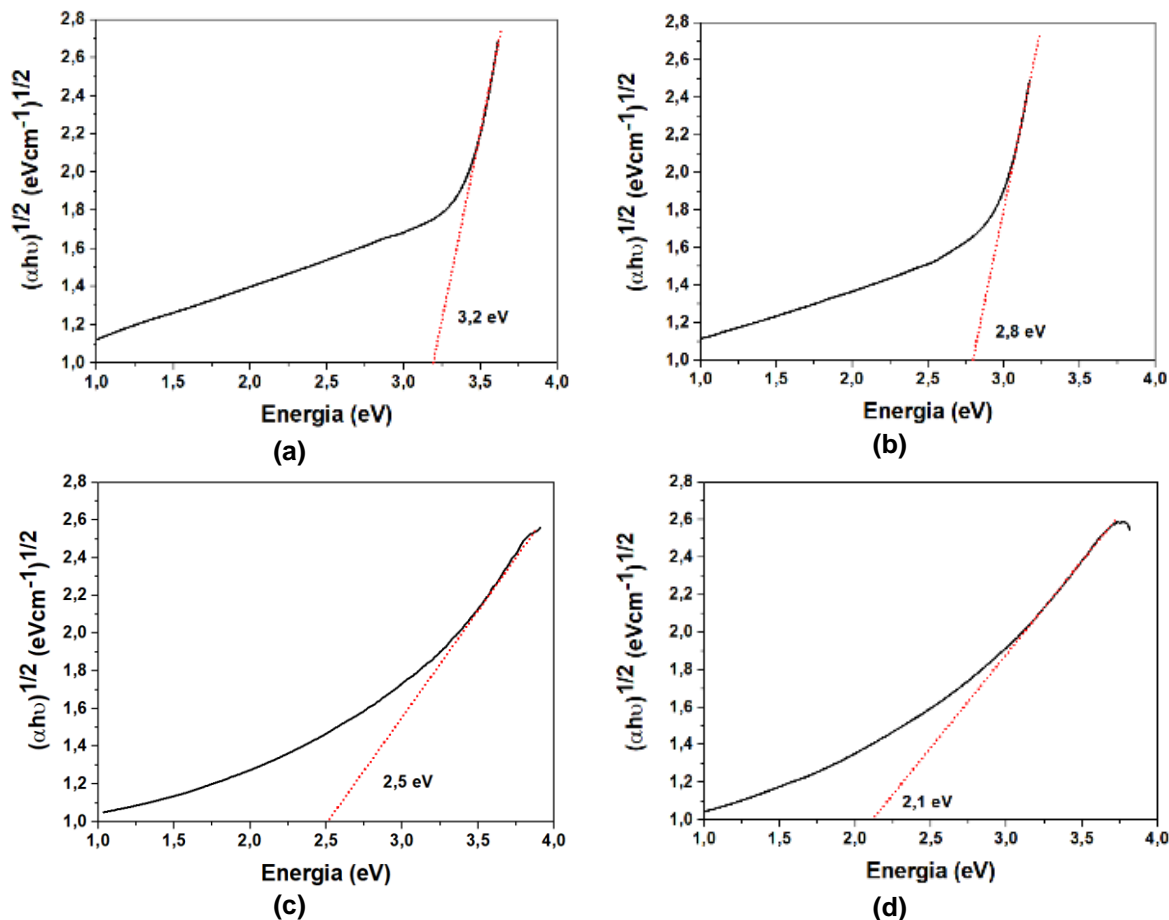 2,8
2,6
2,4
2,2
2,0
1,8
1,6
1,4
1,2
1,0
(αhυ)1/2 (eVcm-1)1/2
3,2 eV
1,0 1,5 2,0 2,5 3,0 3,5 4,0
Energia (eV)
(a)
2,8
2,6
2,4
2,2
2,0
1,8
1,6
1,4
1,2
1,0
(αhυ)1/2 (eVcm-1)1/2
2,8 eV
1,0 1,5 2,0 2,5 3,0 3,5 4,0
Energia (eV)
(b)
2,8
2,6
2,4
2,2
2,0
1,8
1,6
1,4
1,2
1,0
(αhυ)1/2 (eVcm-1)1/2
2,5 eV
1,0 1,5 2,0 2,5 3,0 3,5 4,0
Energia (eV)
(c)
2,8
2,6
2,4
2,2
2,0
1,8
1,6
1,4
1,2
1,0
(αhυ)1/2 (eVcm-1)1/2
2,1 eV
1,0 1,5 2,0 2,5 3,0 3,5 4,0
Energia (eV)
(d)